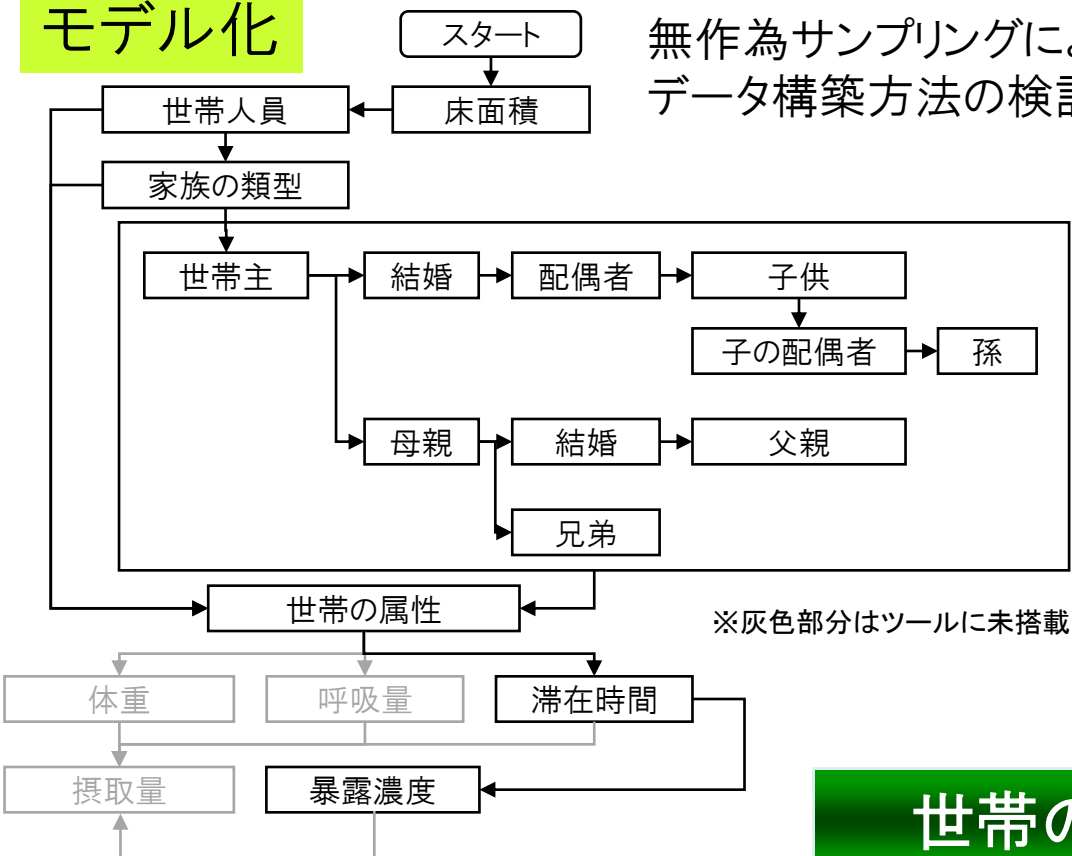 モデル化
スタート
無作為サンプリングによ
データ構築方法の検
世帯人員
床面積
家族の類型
世帯主
結婚
配偶者
子供
子の配偶者
孫
母親
結婚
父親
兄弟
世帯の属性
※灰色部分はツールに未搭載
体重
呼吸量
滞在時間
摂取量
暴露濃度
世帯の